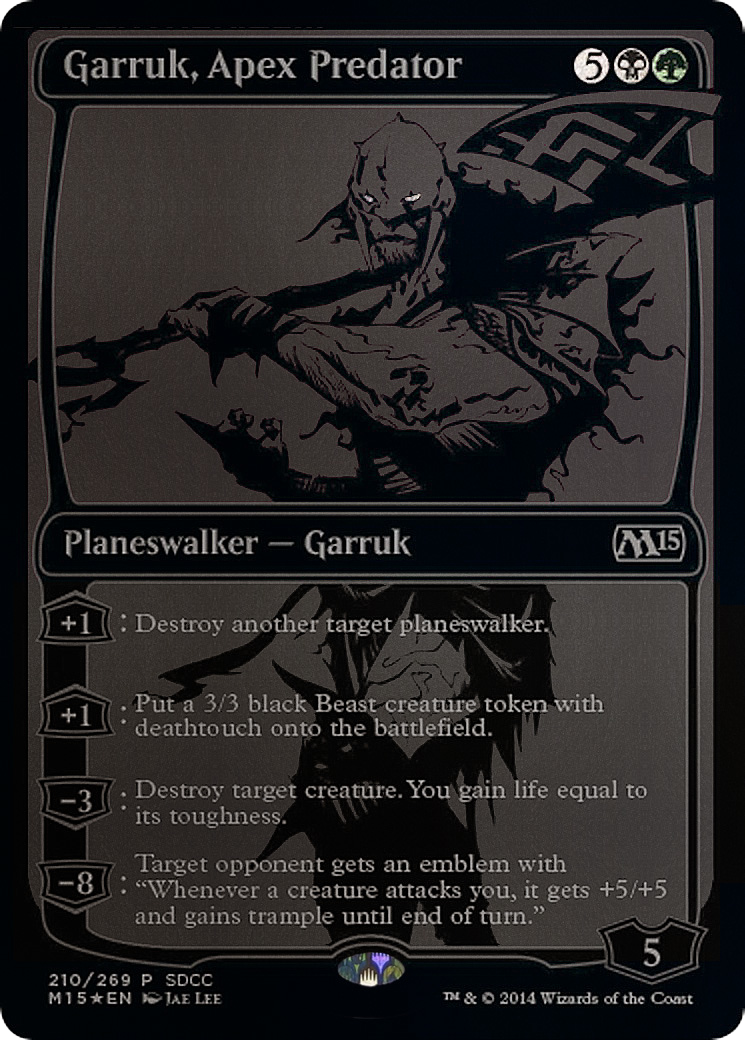 Garruk, Apex Predator 5
Planeswalker — Garruk M15
+1 : Destroy another target planeswalker.
+1 : Put a 3/3 black Beast creature token with
deathtouch onto the battlefield.
−3 : Destroy target creature. You gain life equal to
its toughness.
−8 : Target opponent gets an emblem with
“Whenever a creature attacks you, it gets +5/+5
and gains trample until end of turn.”
5
210/269 P SDCC
M15★EN Jae Lee
™ & © 2014 Wizards of the Coast